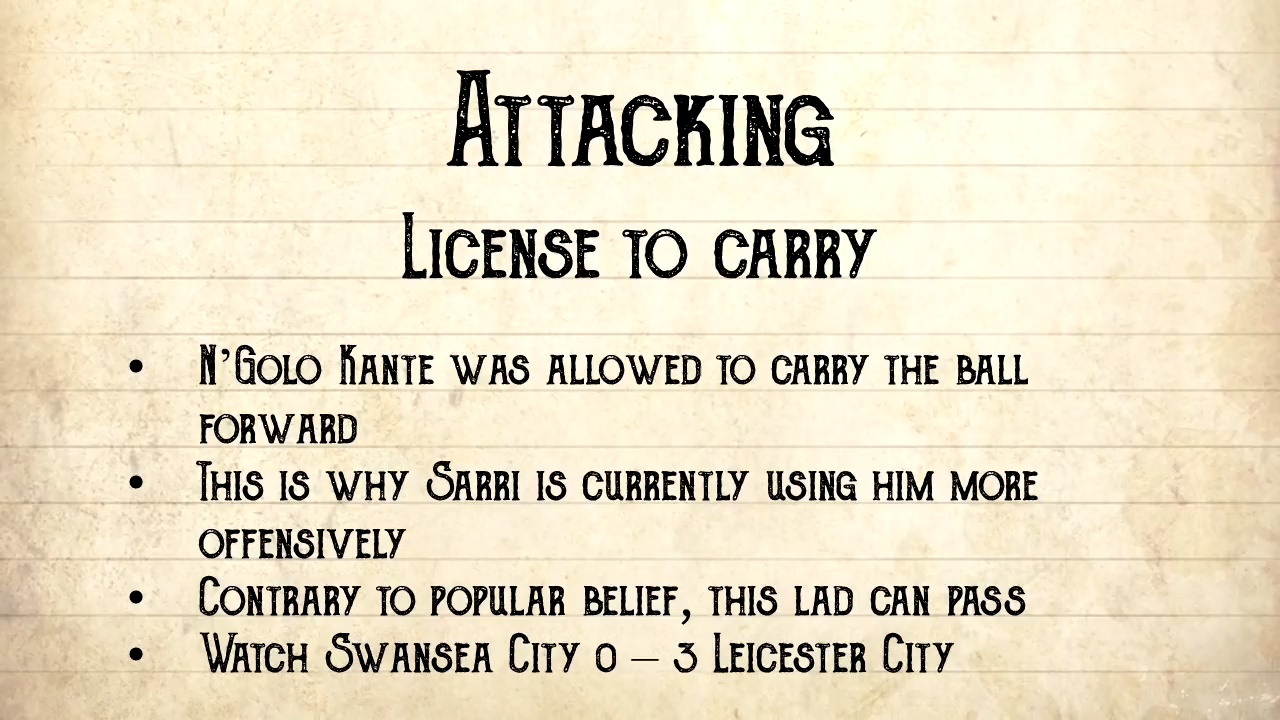 Attacking
License to carry
• N'Golo Kante was allowed to carry the ball
forward
• This is why Sarri is currently using him more
offensively
• Contrary to popular belief, this lad can pass
• Watch Swansea City 0 – 3 Leicester City